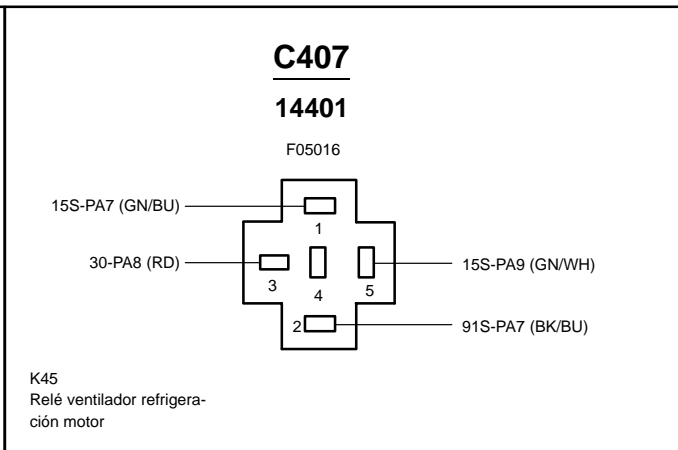 C407
14401
F05016
15S-PA7 (GN/BU)
1
30-PA8 (RD)
15S-PA9 (GN/WH)
3
4
5
2
91S-PA7 (BK/BU)
K45
Relé ventilador refrigera-
ción motor